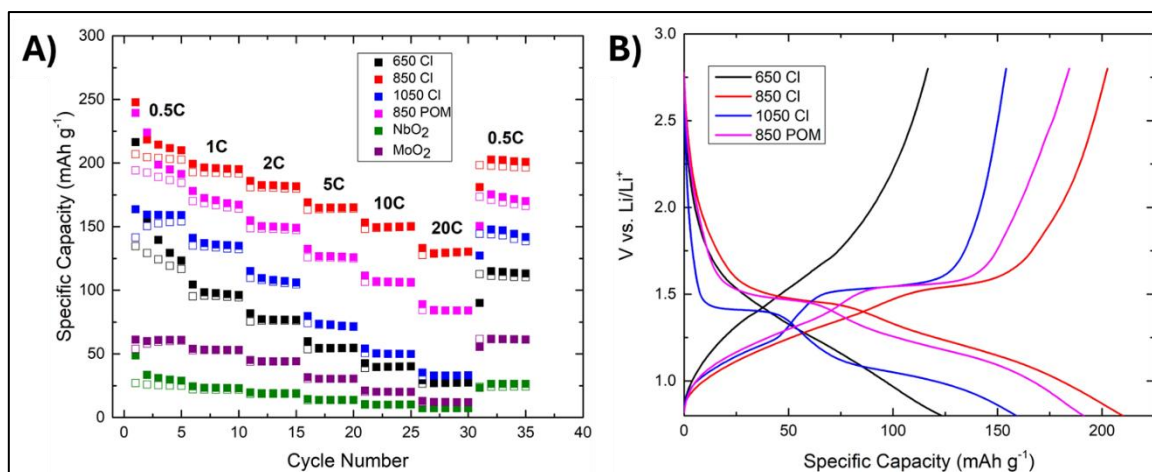 A)
300
250
200
150
100
50
0
Specific Capacity (mAh g⁻¹)
650 Cl
850 Cl
1050 Cl
850 POM
NbO₂
MoO₂
0.5C
1C
2C
5C
10C
20C
0.5C
0 5 10 15 20 25 30 35 40
Cycle Number
B)
3.0
2.5
2.0
1.5
1.0
V vs. Li/Li⁺
650 Cl
850 Cl
1050 Cl
850 POM
0 50 100 150 200
Specific Capacity (mAh g⁻¹)